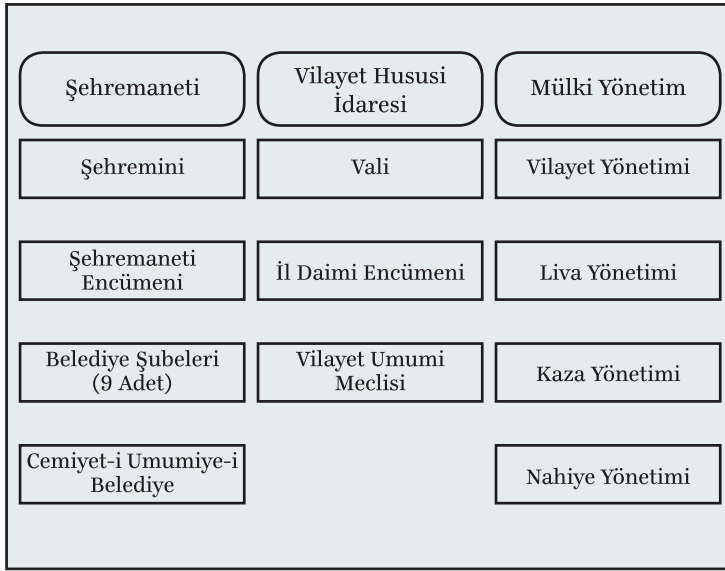 Şehremaneti
Vilayet Hususi
İdaresi
Mülki Yönetim
Şehremini
Vali
Vilayet Yönetimi
Şehremaneti
Encümeni
İl Daimi Encümeni
Liva Yönetimi
Belediye Şubeleri
(9 Adet)
Vilayet Umumi
Meclisi
Kaza Yönetimi
Cemiyet-i Umumiye-i
Belediye
Nahiye Yönetimi